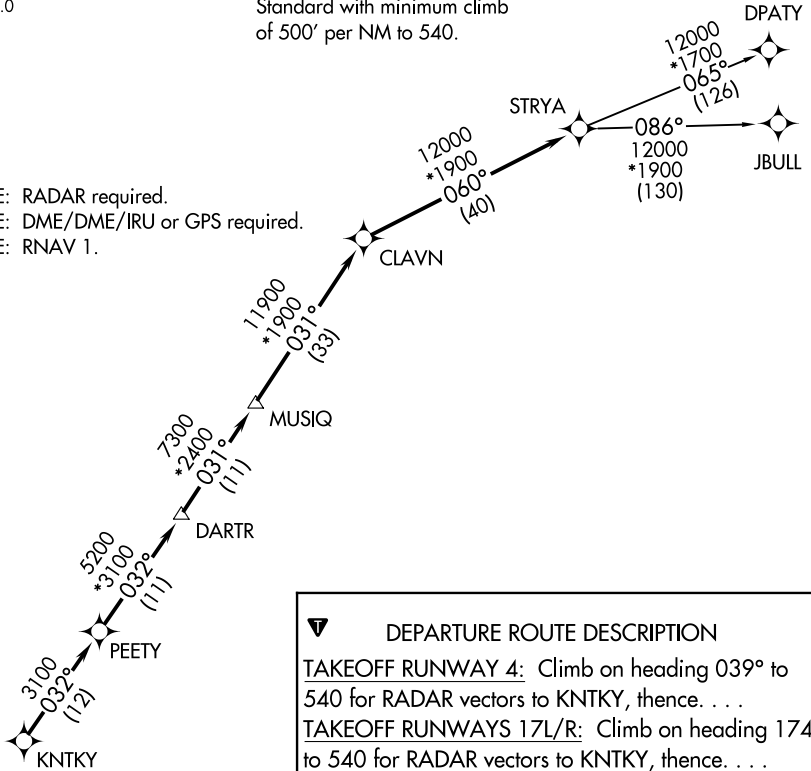 .0
Standard with minimum climb
of 500' per NM to 540.
DPATY
12000
*1700
065°
(126)
STRYA
086°
12000
*1900
(130)
JBULL
12000
*1900
060°
(40)
E: RADAR required.
E: DME/DME/IRU or GPS required.
E: RNAV 1.
CLAVN
11900
*1900
031°
(33)
MUSIQ
7300
*2400
031°
(11)
DARTR
5200
*3100
032°
(11)
PEETY
3100
032°
(12)
KNTKY
T
DEPARTURE ROUTE DESCRIPTION
TAKEOFF RUNWAY 4: Climb on heading 039° to
540 for RADAR vectors to KNTKY, thence. . . .
TAKEOFF RUNWAYS 17L/R: Climb on heading 174
to 540 for RADAR vectors to KNTKY, thence. . . .